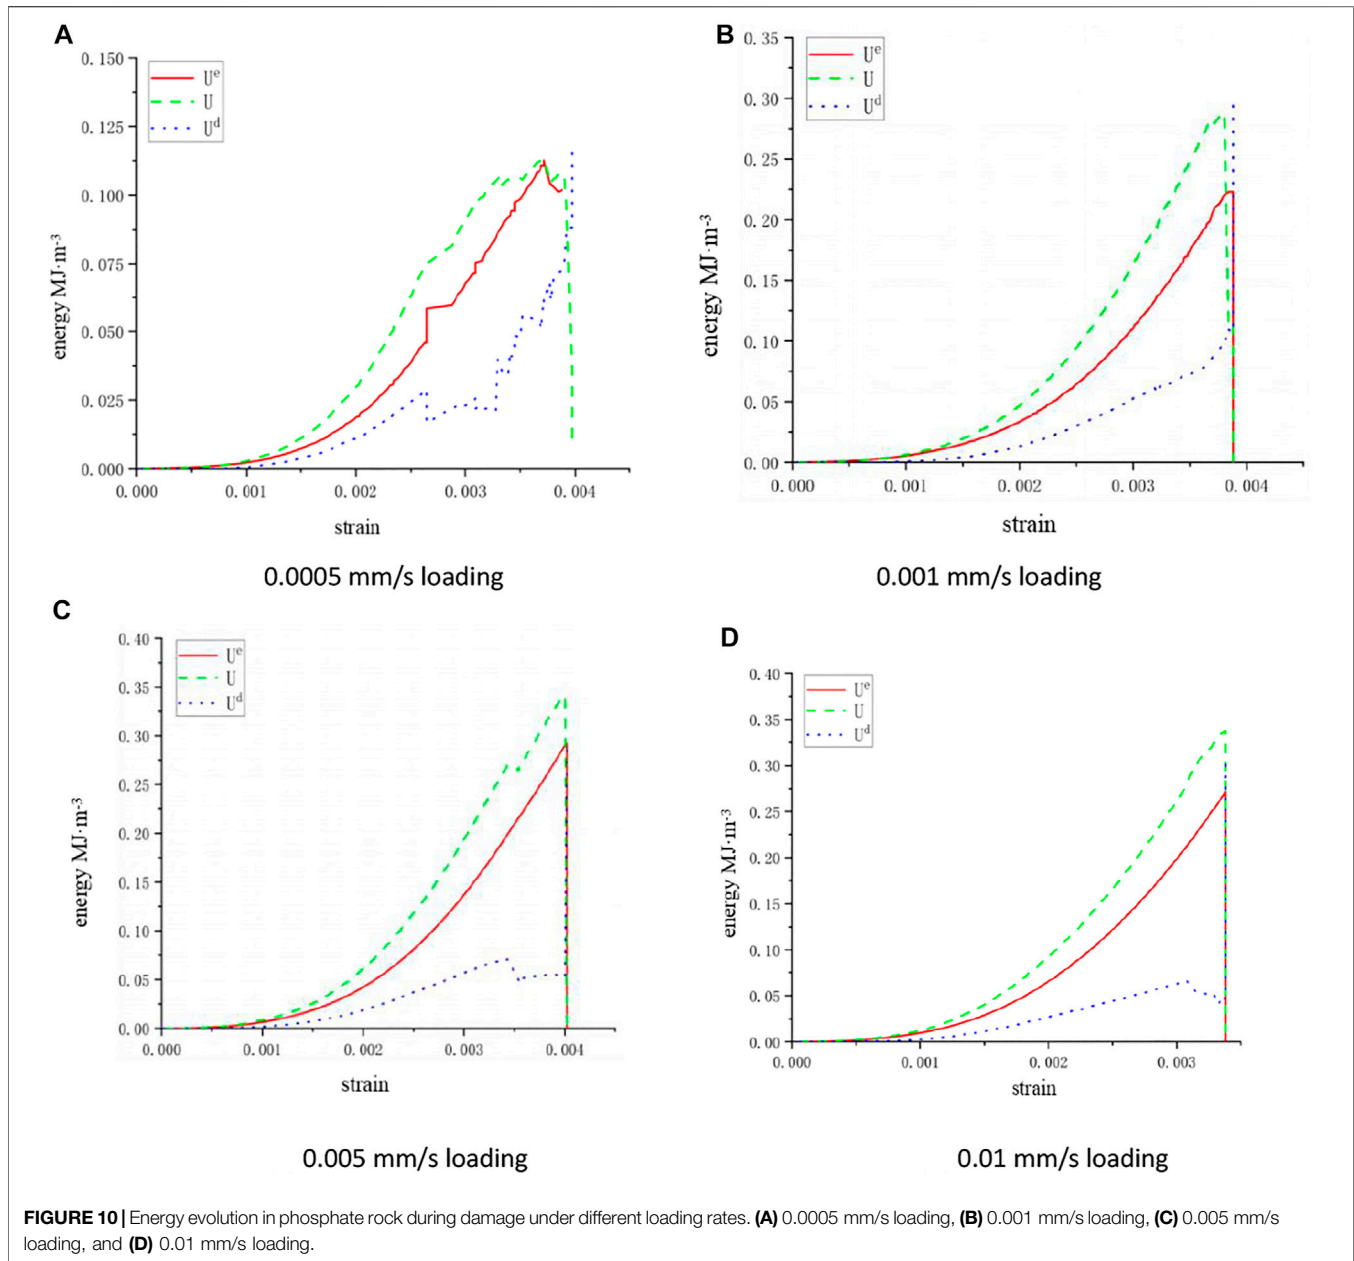 A
0.150
0.125
0.100
0.075
0.050
0.025
0.000
0.000 0.001 0.002 0.003 0.004
energy MJ·m-3
strain
Ue
U
Ud
0.0005 mm/s loading
B
0.35
0.30
0.25
0.20
0.15
0.10
0.05
0.00
0.000 0.001 0.002 0.003 0.004
energy MJ·m-3
strain
Ue
U
Ud
0.001 mm/s loading
C
0.40
0.35
0.30
0.25
0.20
0.15
0.10
0.05
0.00
0.000 0.001 0.002 0.003 0.004
energy MJ·m-3
strain
Ue
U
Ud
0.005 mm/s loading
D
0.40
0.35
0.30
0.25
0.20
0.15
0.10
0.05
0.00
0.000 0.001 0.002 0.003
energy MJ·m-3
strain
Ue
U
Ud
0.01 mm/s loading
FIGURE 10 | Energy evolution in phosphate rock during damage under different loading rates. (A) 0.0005 mm/s loading, (B) 0.001 mm/s loading, (C) 0.005 mm/s
loading, and (D) 0.01 mm/s loading.